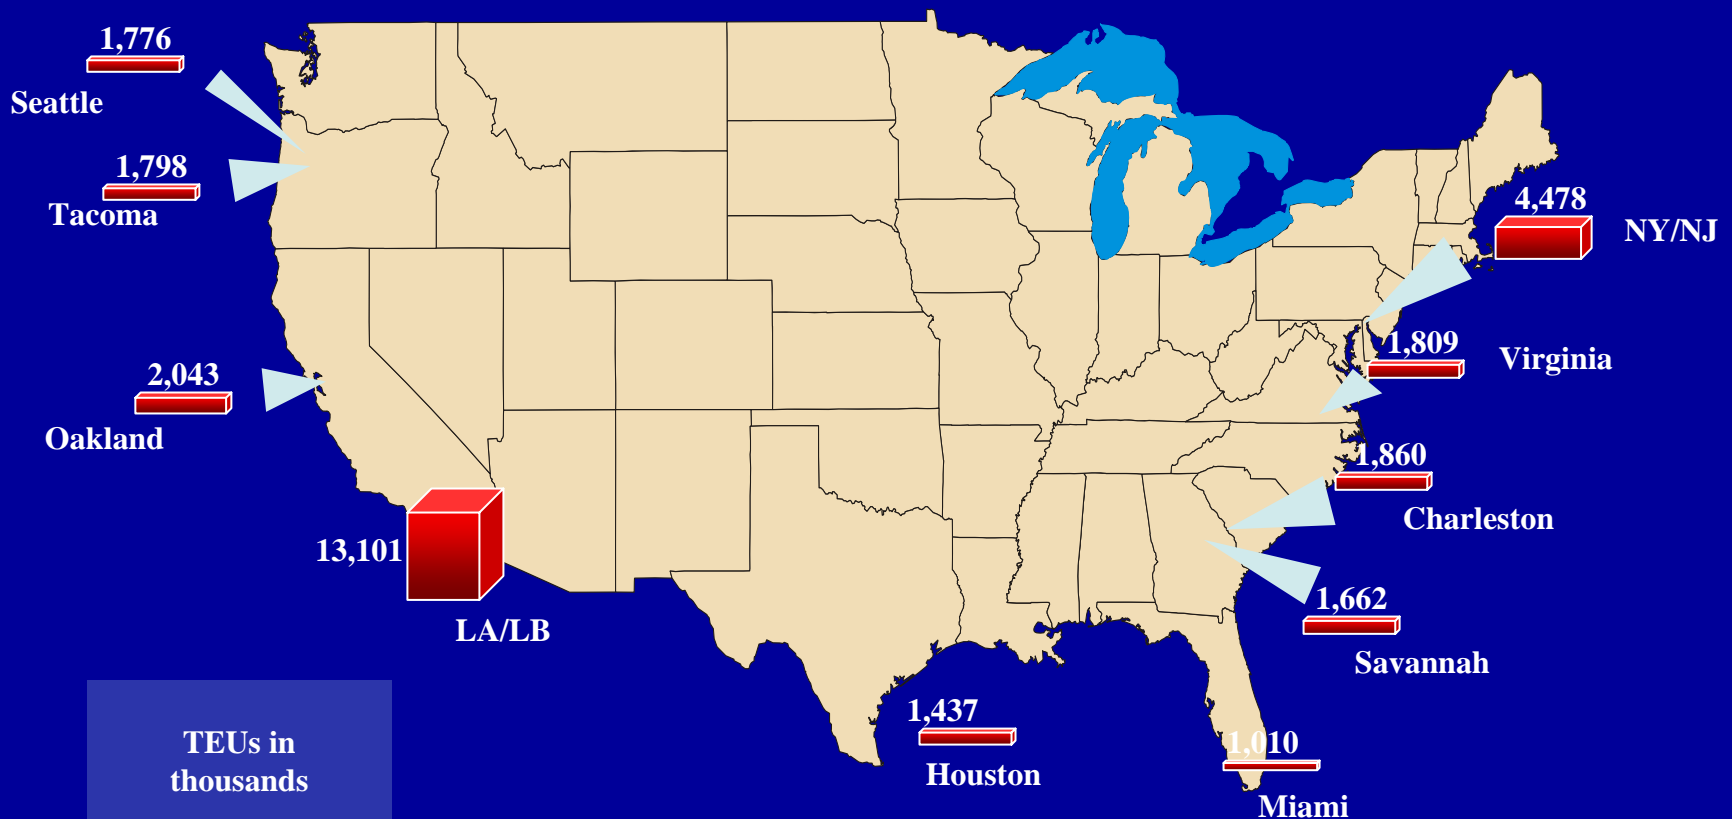 1,776
Seattle
1,798
Tacoma
2,043
Oakland
13,101
LA/LB
4,478
NY/NJ
1,809
Virginia
1,860
Charleston
1,662
Savannah
1,437
Houston
1,010
Miami
TEUs in
thousands